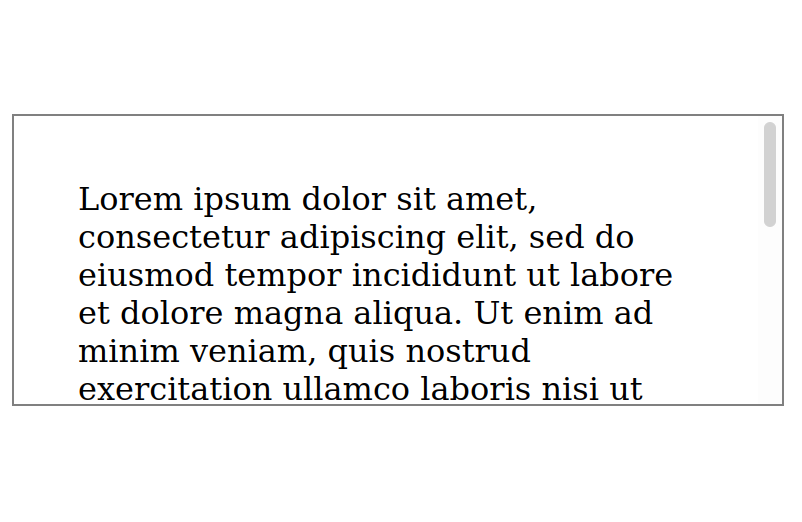 Lorem ipsum dolor sit amet,
consectetur adipiscing elit, sed do
eiusmod tempor incididunt ut labore
et dolore magna aliqua. Ut enim ad
minim veniam, quis nostrud
exercitation ullamco laboris nisi ut